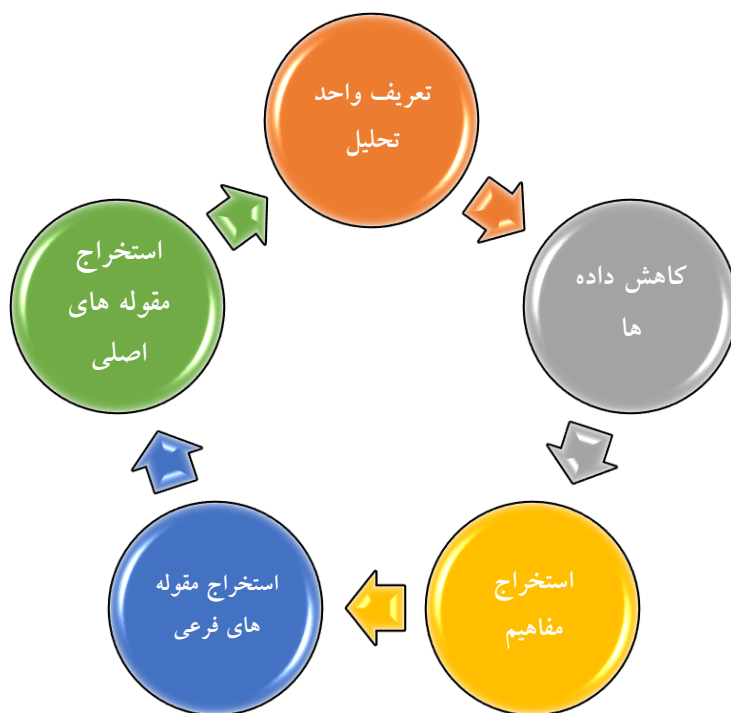 تعریف واحد
تحلیل
کاهش داده
ها
استخراج
مفاهیم
استخراج مقوله
های فرعی
استخراج
مقوله های
اصلی